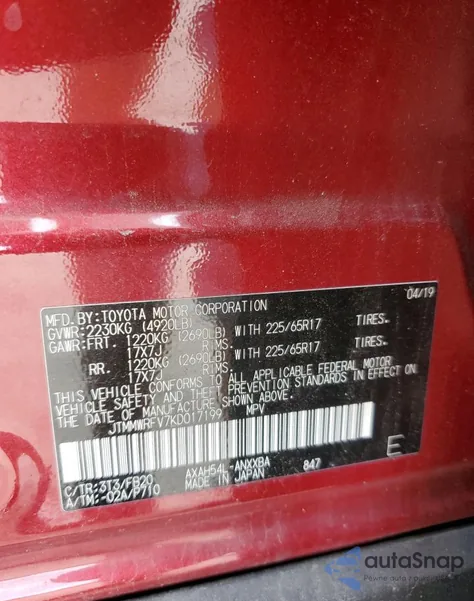 MFD. BY: TOYOTA MOTOR CORPORATION 04/19
GVWR: 2230KG (4920LB)
GAWR: FRT. 1220KG (2690LB) WITH 225/65R17 TIRES.
17X7J RIMS.
RR. 1220KG (2690LB) WITH 225/65R17 TIRES.
17X7J RIMS.
THIS VEHICLE CONFORMS TO ALL APPLICABLE FEDERAL MOTOR
VEHICLE SAFETY AND THEFT PREVENTION STANDARDS IN EFFECT ON
THE DATE OF MANUFACTURE SHOWN ABOVE.
JTMMWRFV7KD017199 MPV
E
C/TR: 3T3/FB20 AXAH54L-ANXXBA 847
A/TM: -02A/P710 MADE IN JAPAN
autaSnap